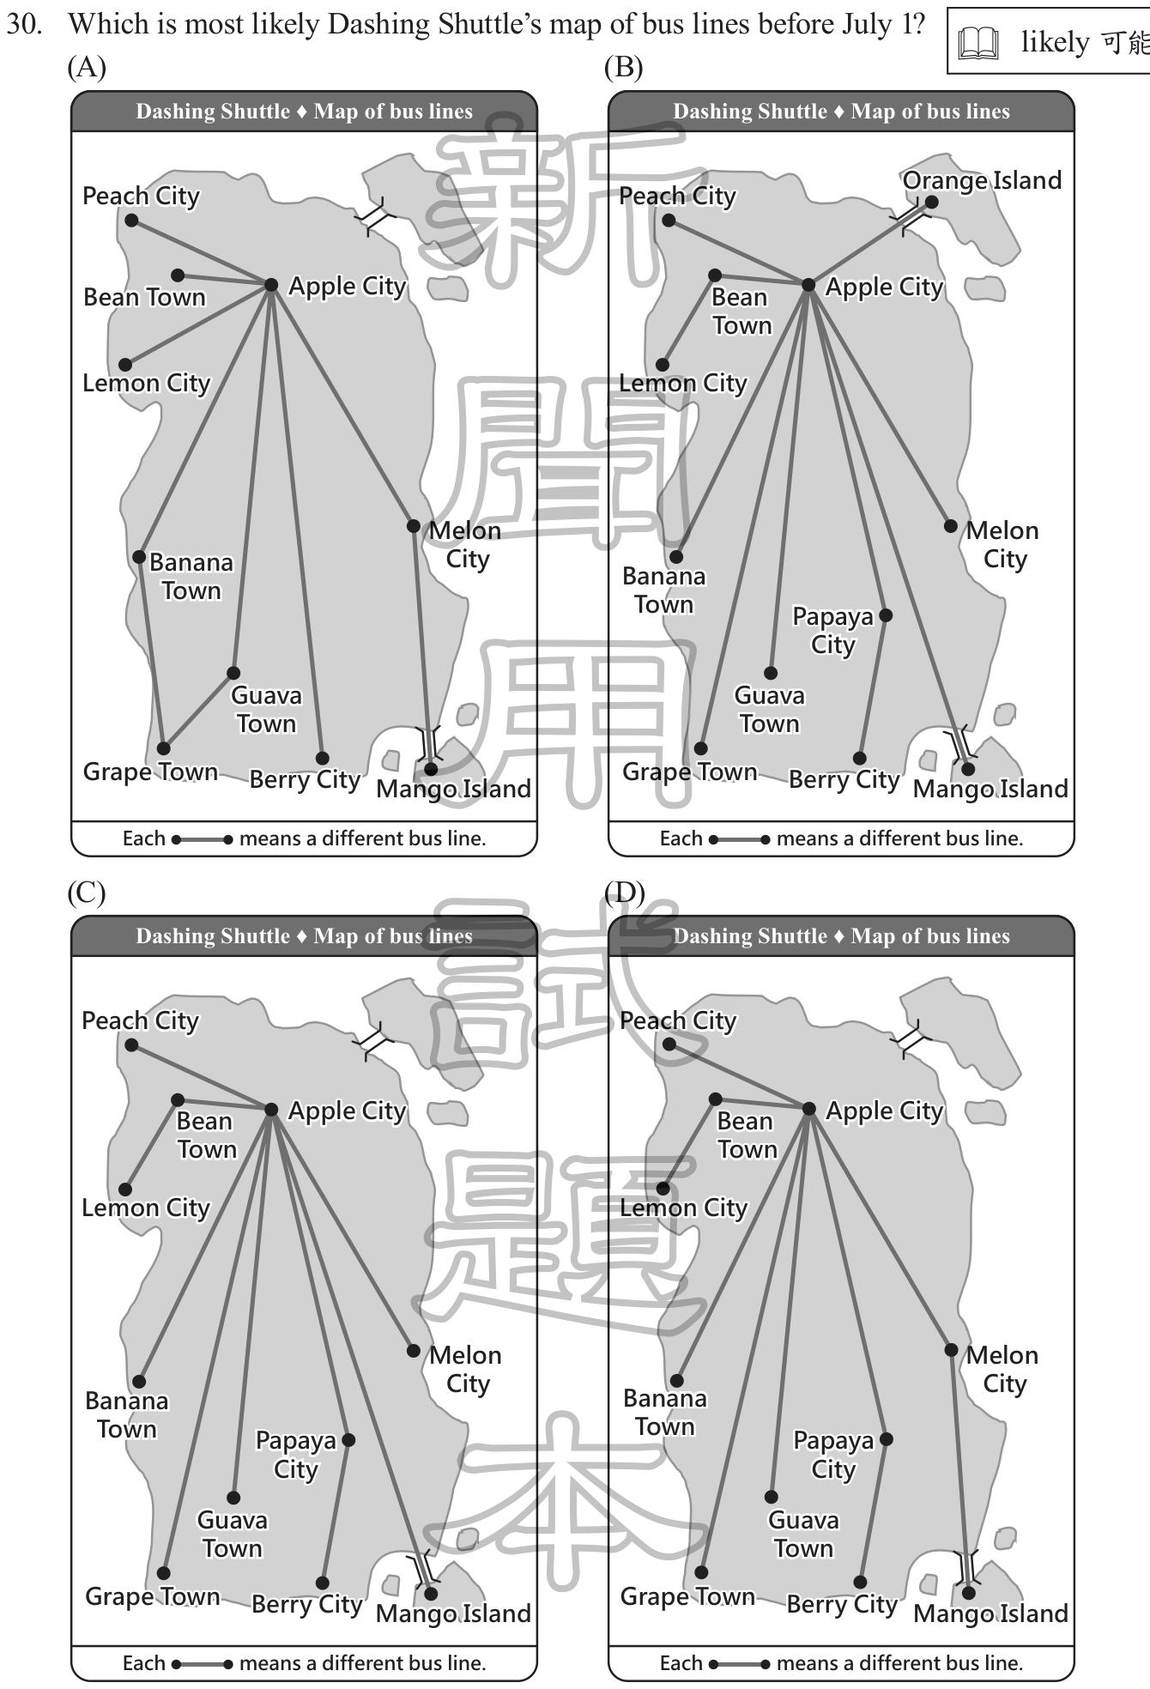 30. Which is most likely Dashing Shuttle’s map of bus lines before July 1?
likely 可能
(A)
Dashing Shuttle ♦ Map of bus lines
Peach City
Bean Town
Apple City
Lemon City
Melon
City
Banana
Town
Guava
Town
Grape Town
Berry City
Mango Island
Each means a different bus line.
(B)
Dashing Shuttle ♦ Map of bus lines
Orange Island
Peach City
Apple City
Bean
Town
Lemon City
Melon
City
Banana
Town
Papaya
City
Guava
Town
Grape Town
Berry City
Mango Island
Each means a different bus line.
(C)
Dashing Shuttle ♦ Map of bus lines
Peach City
Apple City
Bean
Town
Lemon City
Melon
City
Banana
Town
Papaya
City
Guava
Town
Grape Town
Berry City
Mango Island
Each means a different bus line.
(D)
Dashing Shuttle ♦ Map of bus lines
Peach City
Apple City
Bean
Town
Lemon City
Melon
City
Banana
Town
Papaya
City
Guava
Town
Grape Town
Berry City
Mango Island
Each means a different bus line.
新聞用試題本